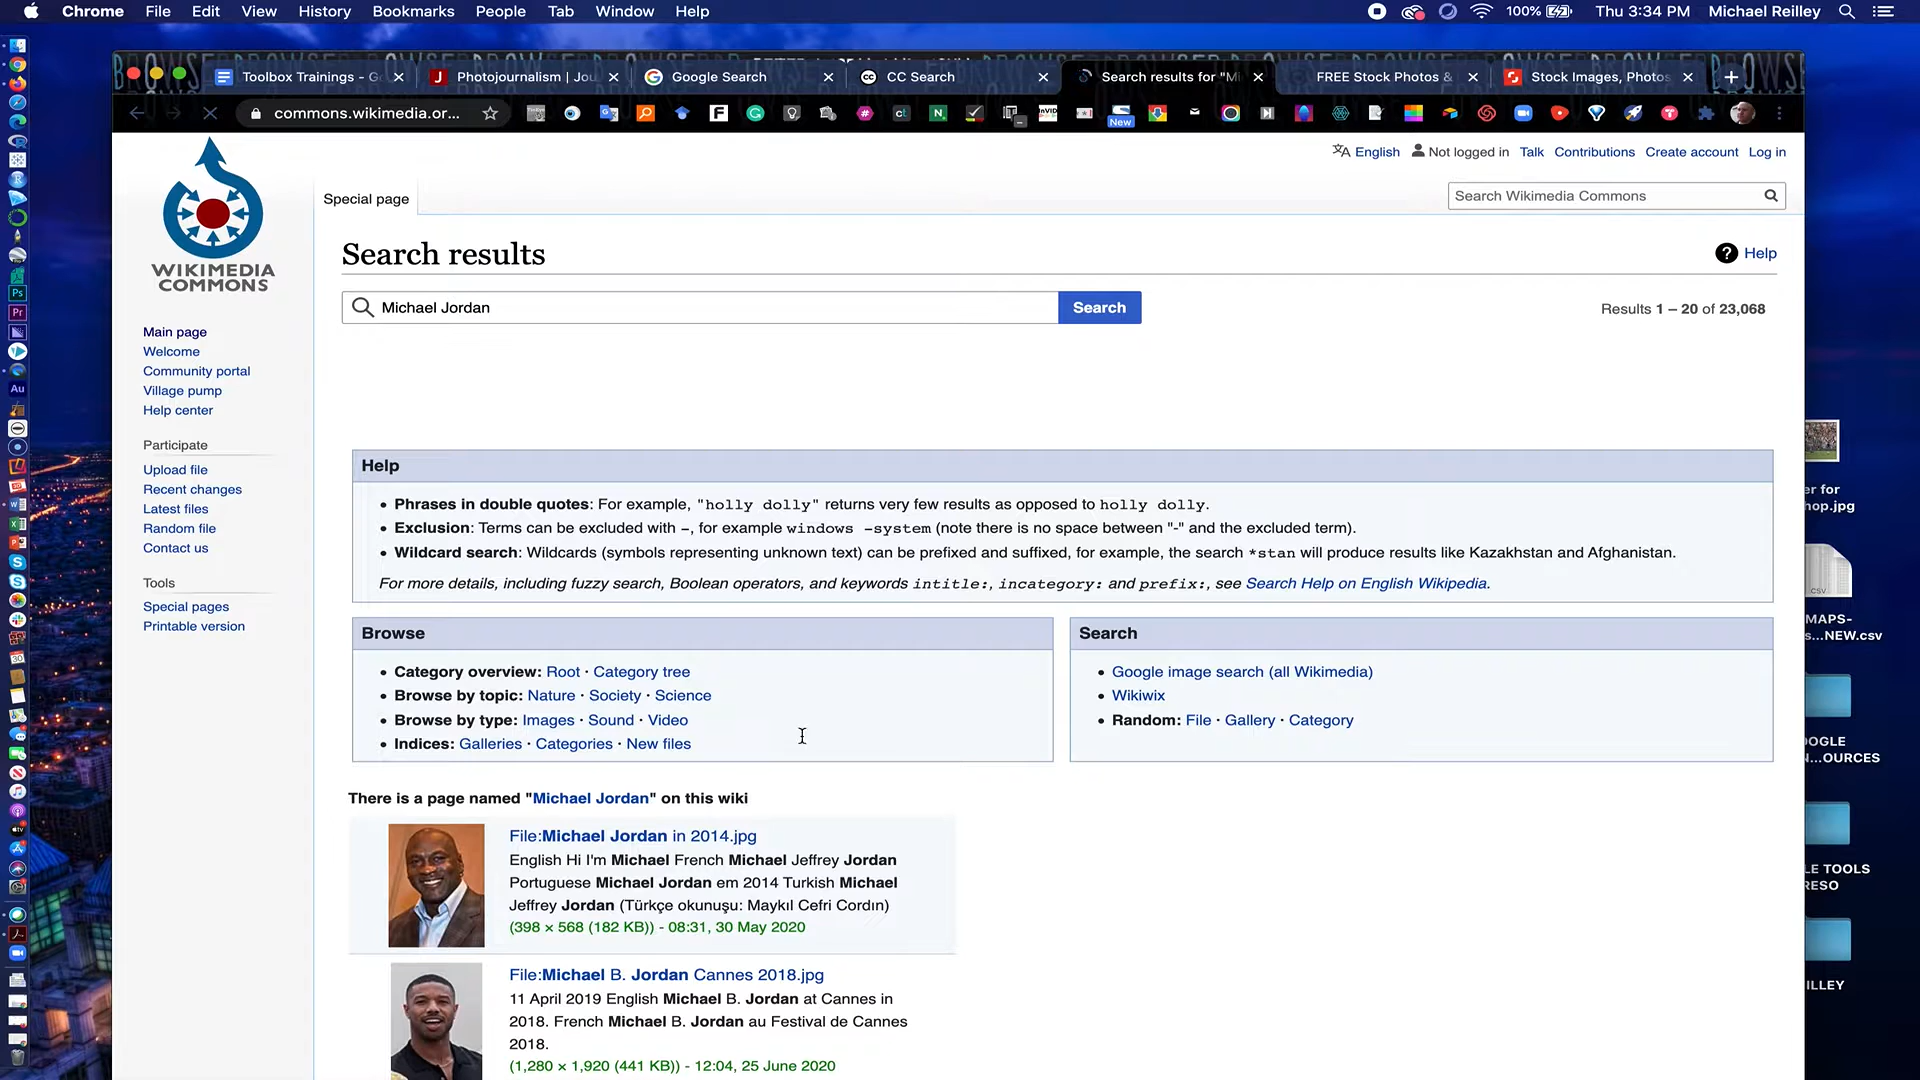 Chrome File Edit View History Bookmarks People Tab Window Help
100% Thu 3:34 PM Michael Reilley
Toolbox Trainings - Go
Photojournalism | Jou
Google Search
CC Search
Search results for "Mi
FREE Stock Photos &
Stock Images, Photos
commons.wikimedia.or...
New
English Not logged in Talk Contributions Create account Log in
WIKIMEDIA
COMMONS
Special page
Search Wikimedia Commons
Search results
Help
Michael Jordan
Search
Results 1 – 20 of 23,068
Main page
Welcome
Community portal
Village pump
Help center
Participate
Upload file
Recent changes
Latest files
Random file
Contact us
Tools
Special pages
Printable version
Help
• Phrases in double quotes: For example, "holly dolly" returns very few results as opposed to holly dolly.
• Exclusion: Terms can be excluded with –, for example windows –system (note there is no space between "-" and the excluded term).
• Wildcard search: Wildcards (symbols representing unknown text) can be prefixed and suffixed, for example, the search *stan will produce results like Kazakhstan and Afghanistan.
For more details, including fuzzy search, Boolean operators, and keywords intitle:, incategory: and prefix:, see Search Help on English Wikipedia.
Browse
• Category overview: Root · Category tree
• Browse by topic: Nature · Society · Science
• Browse by type: Images · Sound · Video
• Indices: Galleries · Categories · New files
Search
• Google image search (all Wikimedia)
• Wikiwix
• Random: File · Gallery · Category
There is a page named "Michael Jordan" on this wiki
File:Michael Jordan in 2014.jpg
English Hi I'm Michael French Michael Jeffrey Jordan
Portuguese Michael Jordan em 2014 Turkish Michael
Jeffrey Jordan (Türkçe okunuşu: Maykıl Cefri Cordın)
(398 × 568 (182 KB)) - 08:31, 30 May 2020
File:Michael B. Jordan Cannes 2018.jpg
11 April 2019 English Michael B. Jordan at Cannes in
2018. French Michael B. Jordan au Festival de Cannes
2018.
(1,280 × 1,920 (441 KB)) - 12:04, 25 June 2020
er for
hop.jpg
MAPS-
s...NEW.csv
OGLE
N...OURCES
LE TOOLS
RESO
ILLEY